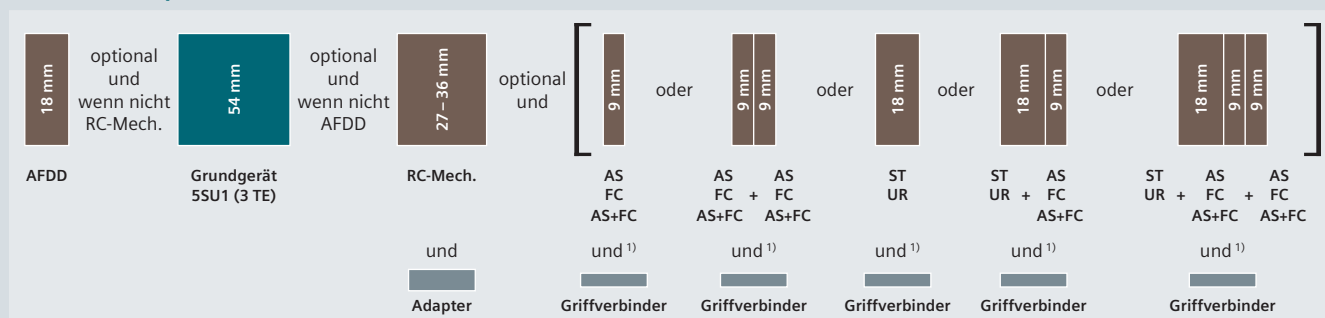 18 mm
optional
und
wenn nicht
RC-Mech.
54 mm
optional
und
wenn nicht
AFDD
27 – 36 mm
optional
und
9 mm
oder
9 mm
9 mm
oder
18 mm
oder
18 mm
9 mm
oder
18 mm
9 mm
9 mm
AFDD
Grundgerät
5SU1 (3 TE)
RC-Mech.
AS
FC
AS+FC
AS AS
FC + FC
AS+FC AS+FC
ST
UR
ST AS
UR + FC
AS+FC
ST AS AS
UR + FC + FC
AS+FC AS+FC
und
und 1)
und 1)
und 1)
und 1)
und 1)
Adapter
Griffverbinder
Griffverbinder
Griffverbinder
Griffverbinder
Griffverbinder